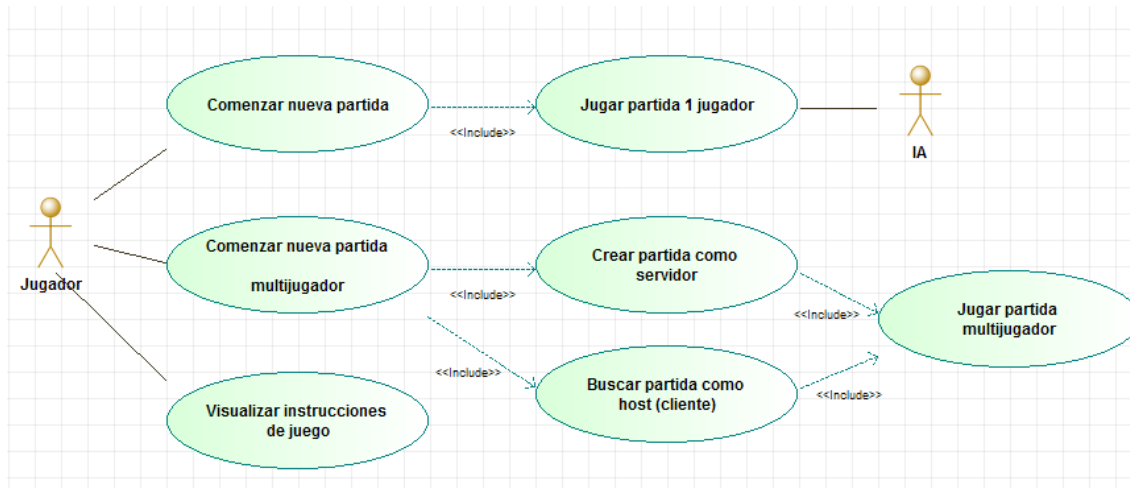 Comenzar nueva partida
<<Include>>
Jugar partida 1 jugador
IA
Jugador
Comenzar nueva partida
multijugador
<<Include>>
Crear partida como
servidor
<<Include>>
Jugar partida
multijugador
<<Include>>
Buscar partida como
host (cliente)
<<Include>>
Visualizar instrucciones
de juego